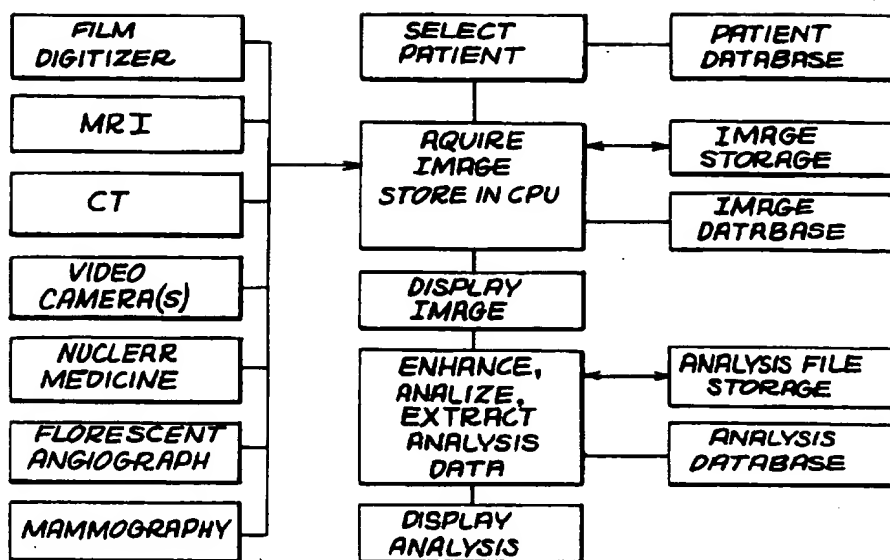 FILM
DIGITIZER
MRI
CT
VIDEO
CAMERA(S)
NUCLEAR
MEDICINE
FLORESCENT
ANGIOGRAPH
MAMMOGRAPHY
SELECT
PATIENT
AQUIRE
IMAGE
STORE IN CPU
DISPLAY
IMAGE
ENHANCE,
ANALIZE,
EXTRACT
ANALYSIS
DATA
DISPLAY
ANALYSIS
PATIENT
DATABASE
IMAGE
STORAGE
IMAGE
DATABASE
ANALYSIS FILE
STORAGE
ANALYSIS
DATABASE